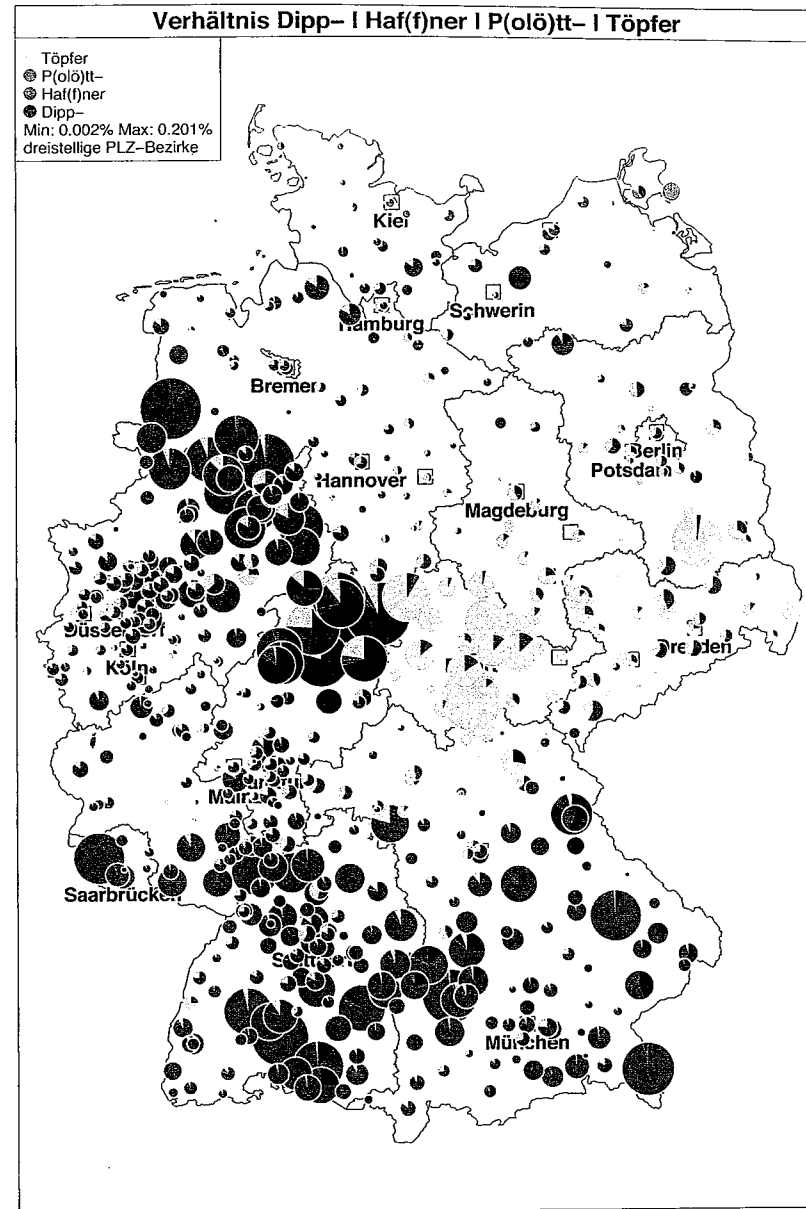 Verhältnis Dipp– I Haf(f)ner I P(olö)tt– I Töpfer
Töpfer
P(olö)tt–
Haf(f)ner
Dipp–
Min: 0.002% Max: 0.201%
dreistellige PLZ–Bezirke
Kiel
Schwerin
Hamburg
Bremen
Berlin
Potsdam
Hannover
Magdeburg
Düsseldorf
Dresden
Köln
Mainz
Saarbrücken
Stuttgart
München